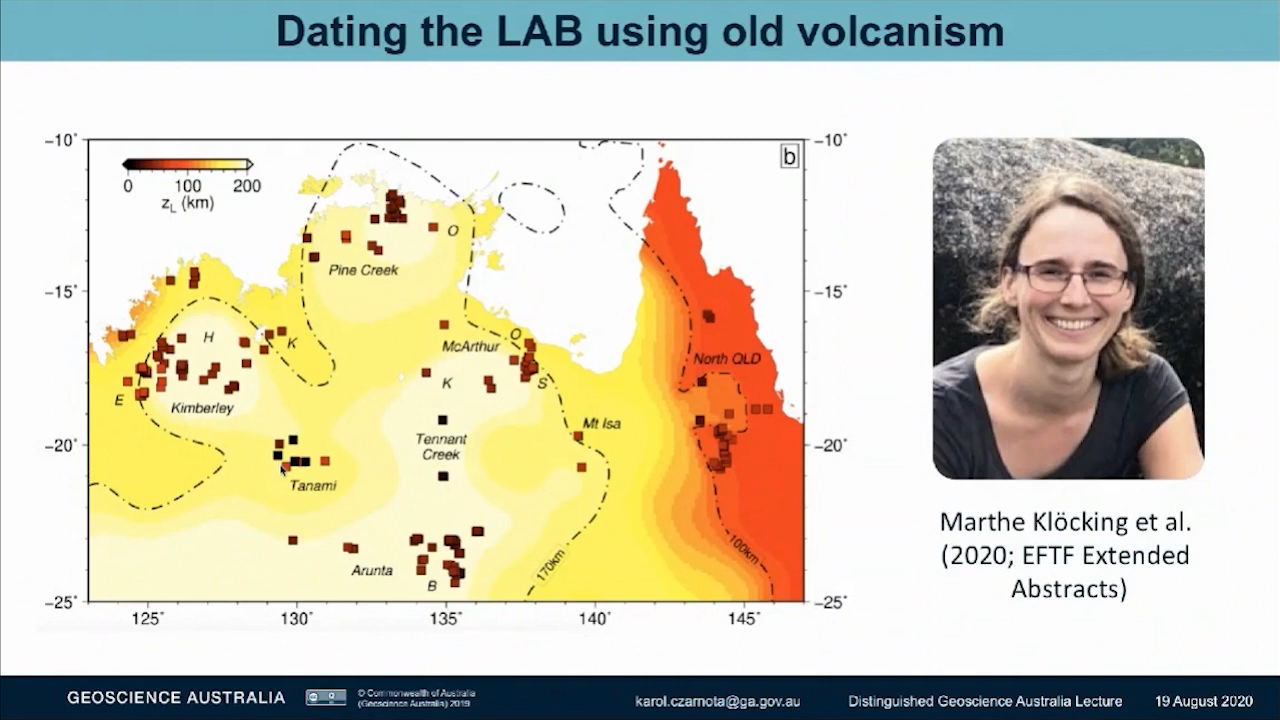 Dating the LAB using old volcanism
−10°
−10°
b
0 100 200
zL (km)
O
Pine Creek
−15°
−15°
H
K
McArthur
O
North QLD
K
S
E
Kimberley
Mt Isa
−20°
−20°
Tennant
Creek
Tanami
Arunta
B
170km
100km
−25°
−25°
125° 130° 135° 140° 145°
Marthe Klöcking et al.
(2020; EFTF Extended
Abstracts)
GEOSCIENCE AUSTRALIA
© Commonwealth of Australia
(Geoscience Australia) 2019
karol.czarnota@ga.gov.au
Distinguished Geoscience Australia Lecture
19 August 2020